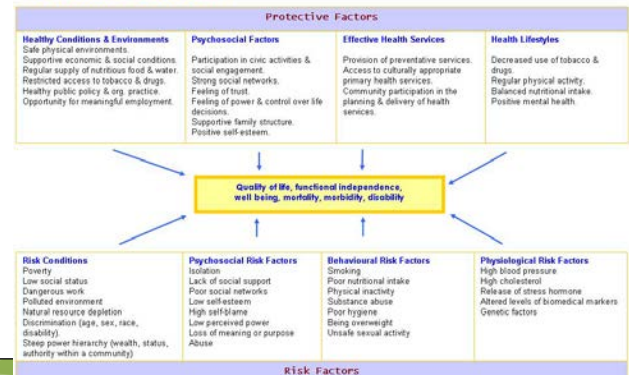 Protective Factors
Healthy Conditions & Environments
Safe physical environments.
Supportive economic & social conditions.
Regular supply of nutritious food & water.
Restricted access to tobacco & drugs.
Healthy public policy & org. practice.
Opportunity for meaningful employment.
Psychosocial Factors
Participation in civic activities &
social engagement.
Strong social networks.
Feeling of trust.
Feeling of power & control over life
decisions.
Supportive family structure.
Positive self-esteem.
Effective Health Services
Provision of preventative services.
Access to culturally appropriate
primary health services.
Community participation in the
planning & delivery of health
services.
Health Lifestyles
Decreased use of tobacco &
drugs.
Regular physical activity.
Balanced nutritional intake.
Positive mental health.
Quality of life, functional independence,
well being, mortality, morbidity, disability
Risk Conditions
Poverty
Low social status
Dangerous work
Polluted environment
Natural resource depletion
Discrimination (age, sex, race,
disability).
Steep power hierarchy (wealth, status,
authority within a community)
Psychosocial Risk Factors
Isolation
Lack of social support
Poor social networks
Low self-esteem
High self-blame
Low perceived power
Loss of meaning or purpose
Abuse
Behavioural Risk Factors
Smoking
Poor nutritional intake
Physical inactivity
Substance abuse
Poor hygiene
Being overweight
Unsafe sexual activity
Physiological Risk Factors
High blood pressure
High cholesterol
Release of stress hormone
Altered levels of biomedical markers
Genetic factors
Risk Factors